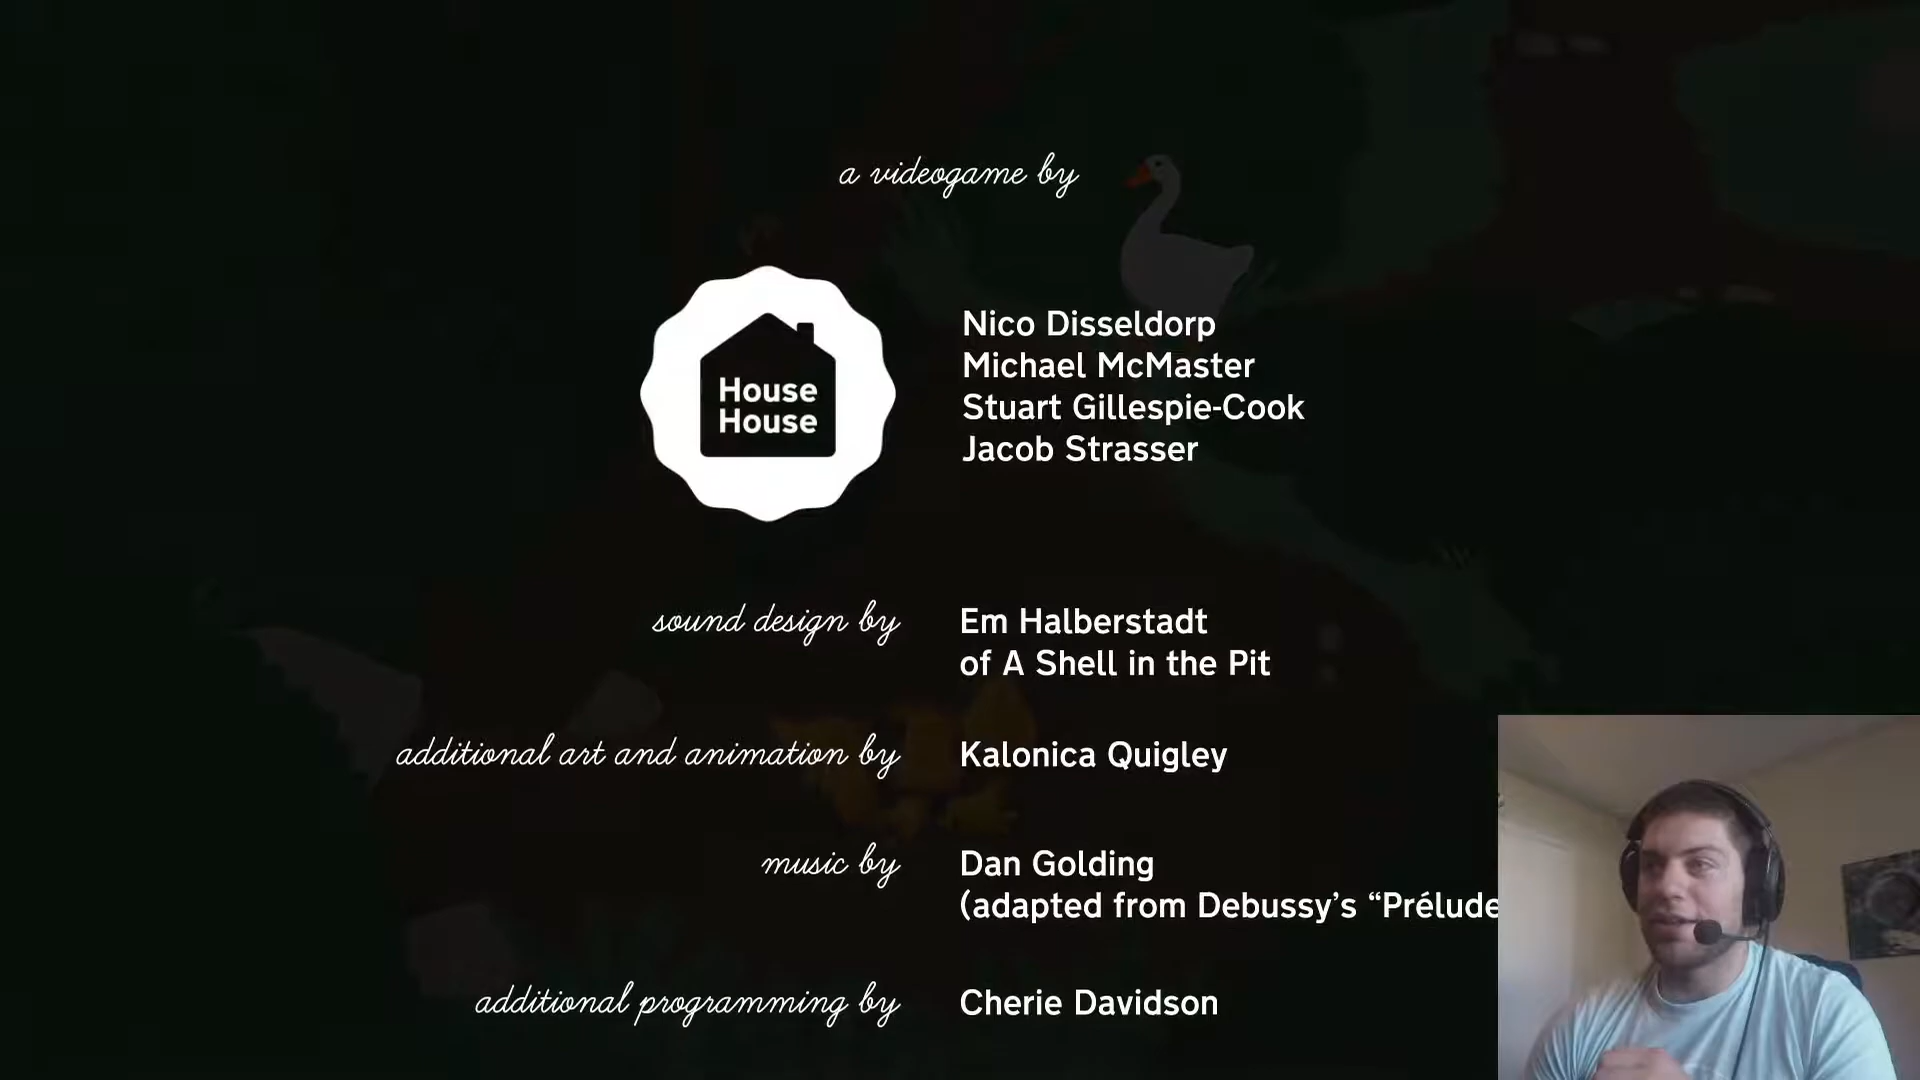 a videogame by
House
House
Nico Disseldorp
Michael McMaster
Stuart Gillespie-Cook
Jacob Strasser
sound design by
Em Halberstadt
of A Shell in the Pit
additional art and animation by
Kalonica Quigley
music by
Dan Golding
(adapted from Debussy’s “Prélude
additional programming by
Cherie Davidson